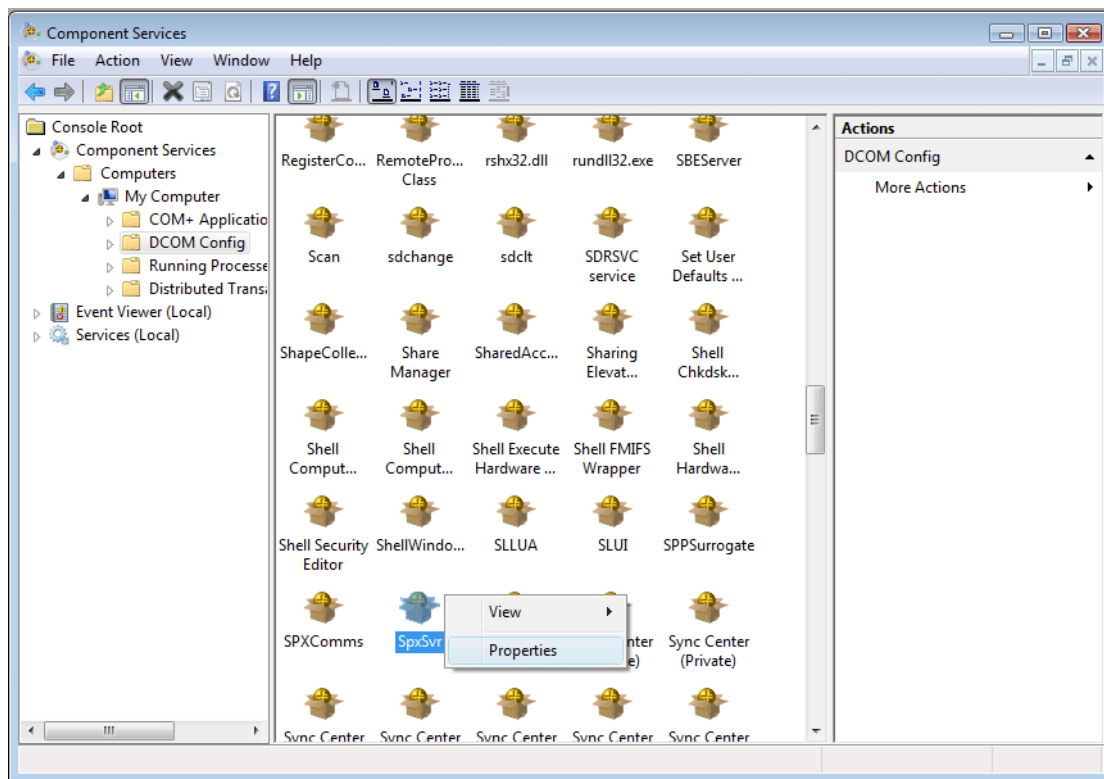 Component Services
File Action View Window Help
Console Root
Component Services
Computers
My Computer
COM+ Applicatio
DCOM Config
Running Processe
Distributed Transa
Event Viewer (Local)
Services (Local)
RegisterCo... RemotePro... rshx32.dll rundll32.exe SBEServer
Class
Scan sdchange sdclt SDRSVC Set User
service Defaults ...
ShapeColle... Share SharedAcc... Sharing Shell
Manager Elevat... Chkdsk...
Shell Shell Shell Execute Shell FMIFS Shell
Comput... Comput... Hardware ... Wrapper Hardwa...
Shell Security ShellWindo... SLLUA SLUI SPPSurrogate
Editor
SPXComms SpxSvr nter Sync Center
e) (Private)
View
Properties
Sync Center Sync Center Sync Center Sync Center Sync Center
Actions
DCOM Config
More Actions